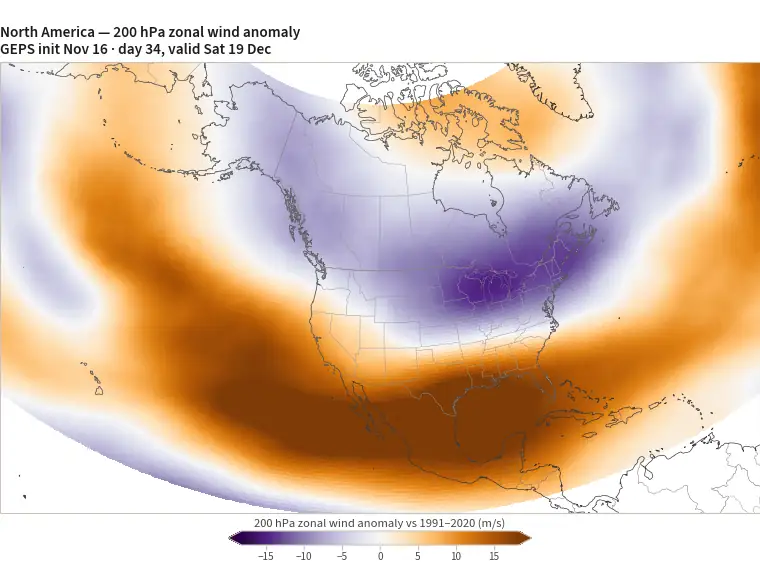 North America — 200 hPa zonal wind anomaly
GEPS init Nov 16 · day 34, valid Sat 19 Dec
200 hPa zonal wind anomaly vs 1991–2020 (m/s)
−15 −10 −5 0 5 10 15